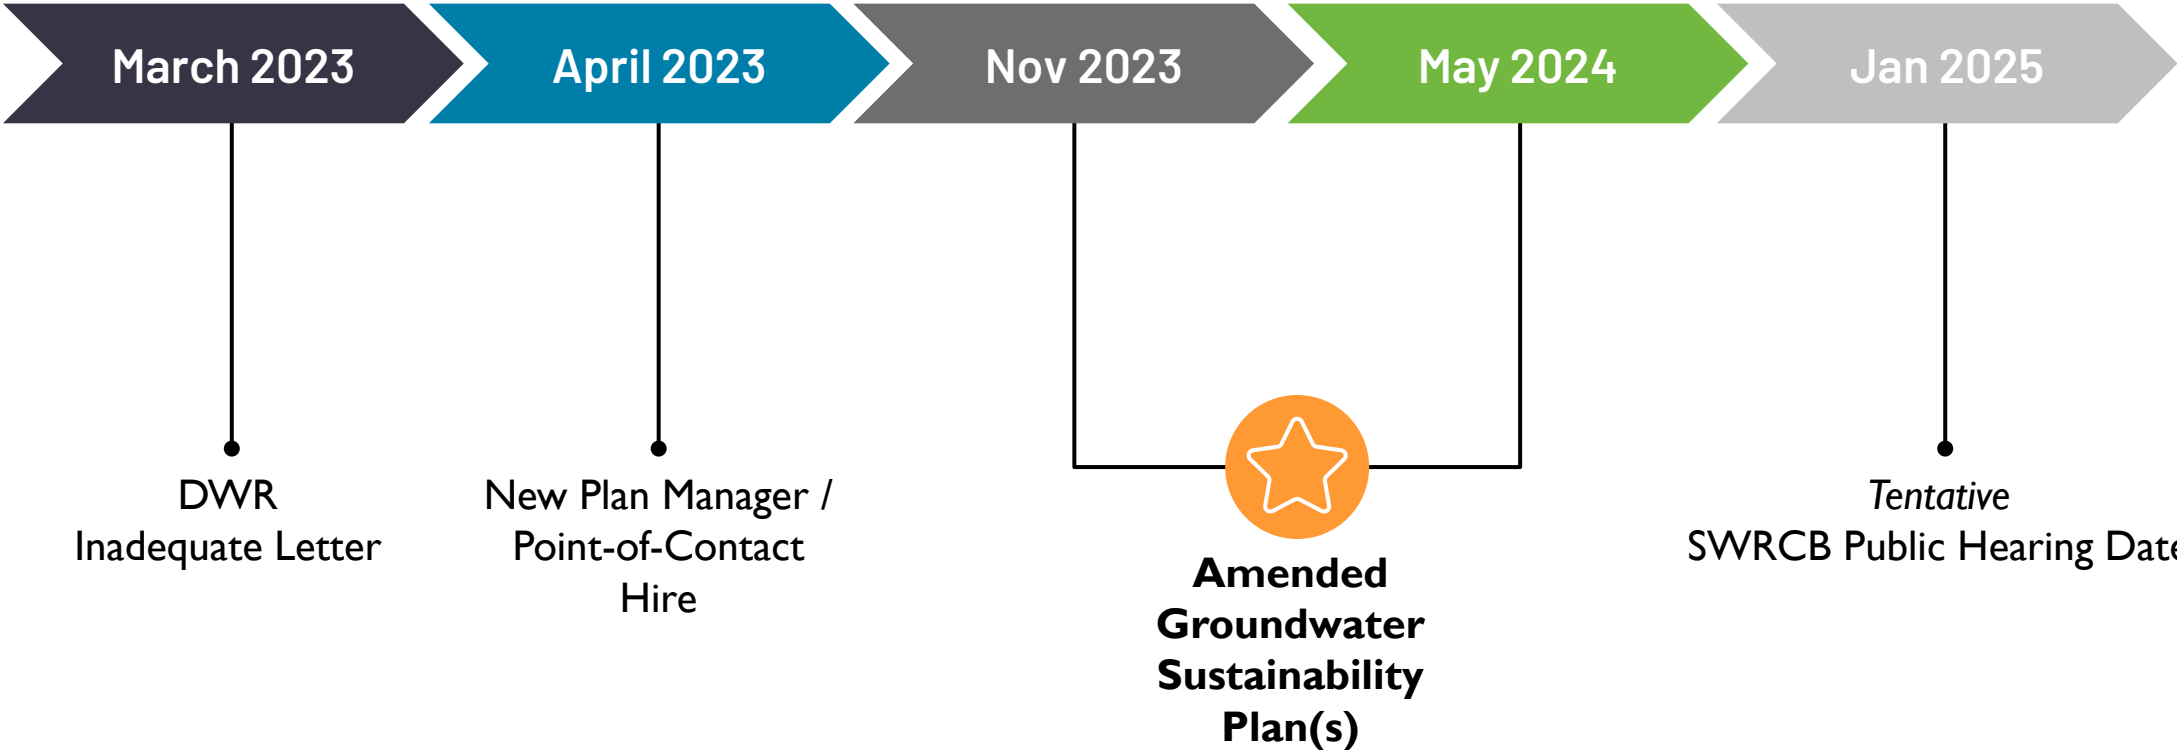 March 2023
April 2023
Nov 2023
May 2024
Jan 2025
DWR
Inadequate Letter
New Plan Manager /
Point-of-Contact
Hire
Amended
Groundwater
Sustainability
Plan(s)
Tentative
SWRCB Public Hearing Date